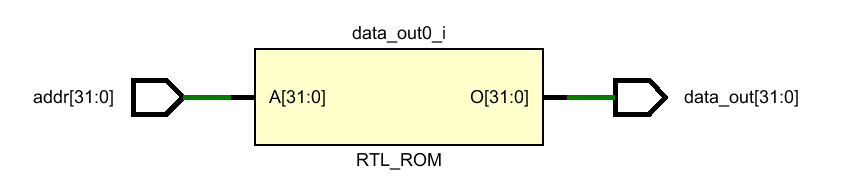 data_out0_i
addr[31:0]
A[31:0]
O[31:0]
data_out[31:0]
RTL_ROM